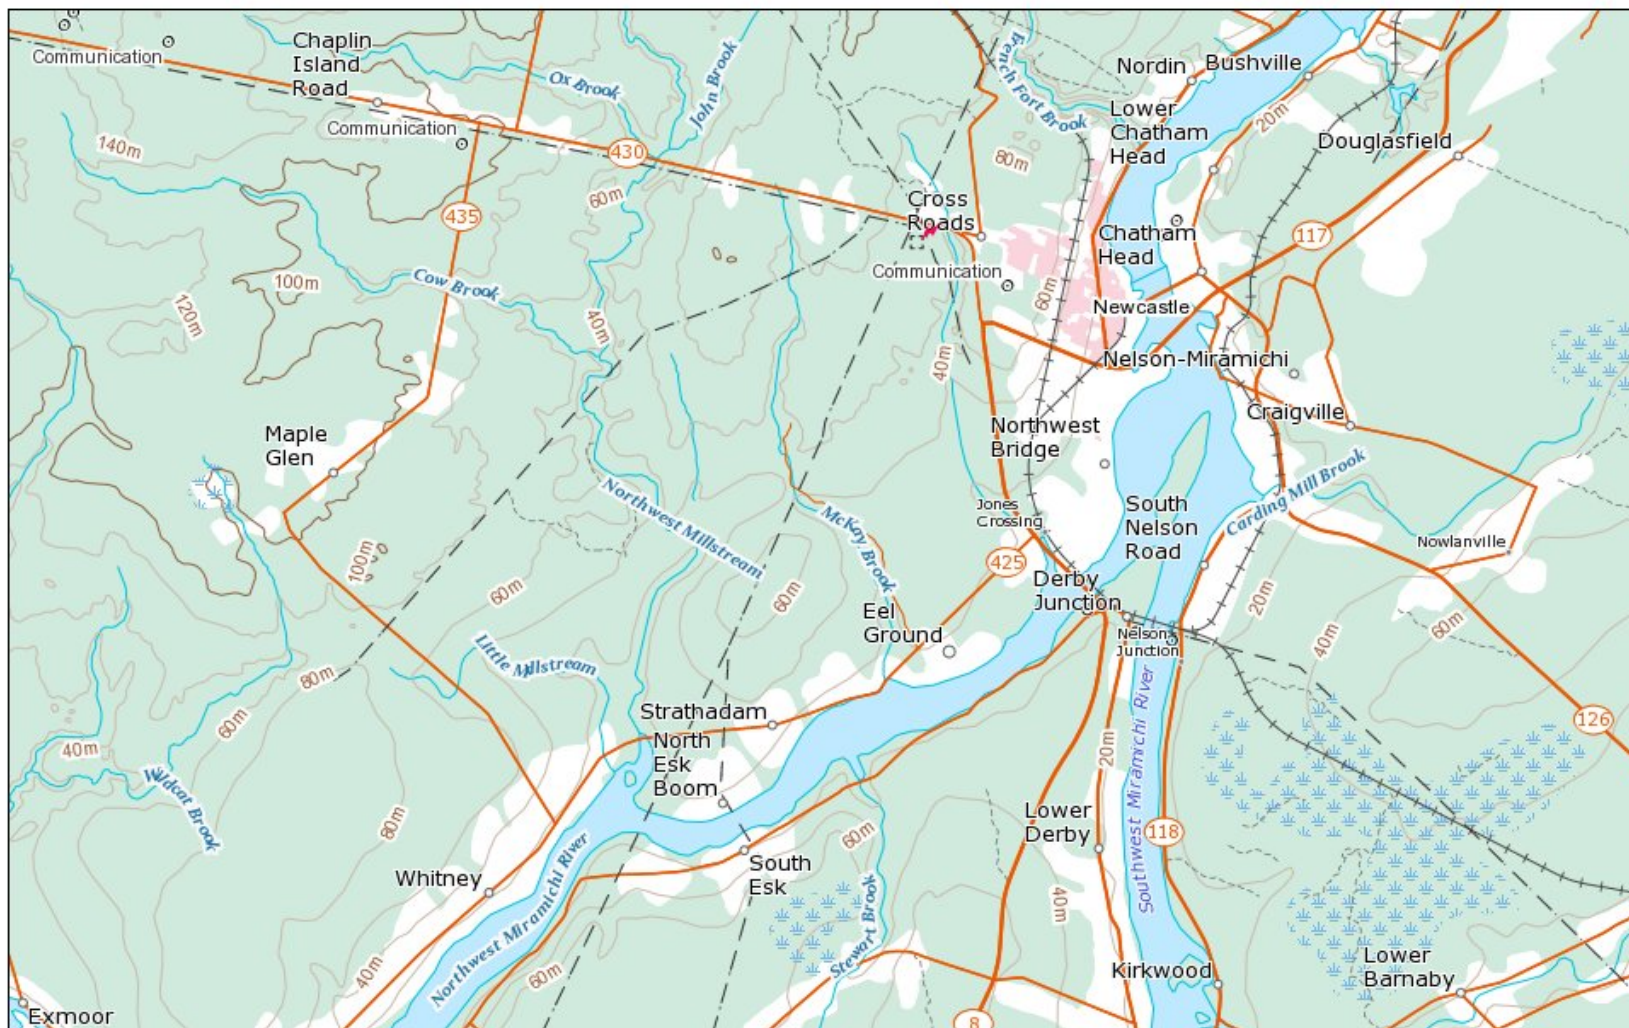 Nordin
Bushville
Chaplin
Island
Road
Communication
Ox Brook
John Brook
French Fort Brook
Lower
Chatham
Head
20m
Douglasfield
Communication
140m
430
80m
60m
435
Cross
Roads
Chatham
Head
117
Communication
100m
Cow Brook
60m
Newcastle
120m
40m
40m
Nelson-Miramichi
Craigville
Maple
Glen
Northwest
Bridge
Northwest Millstream
McKay Brook
Jones
Crossing
South
Nelson
Road
Carding Mill Brook
Nowlanville
100m
425
60m
60m
Derby
Junction
20m
Eel
Ground
Nelson
Junction
40m
60m
Little Millstream
80m
60m
Strathadam
North
Esk
Boom
40m
20m
126
Wildcat Brook
80m
60m
Lower
Derby
118
Southwest Miramichi River
Whitney
South
Esk
20m
Northwest Miramichi River
Stewart Brook
40m
40m
60m
Kirkwood
Lower
Barnaby
Exmoor
8